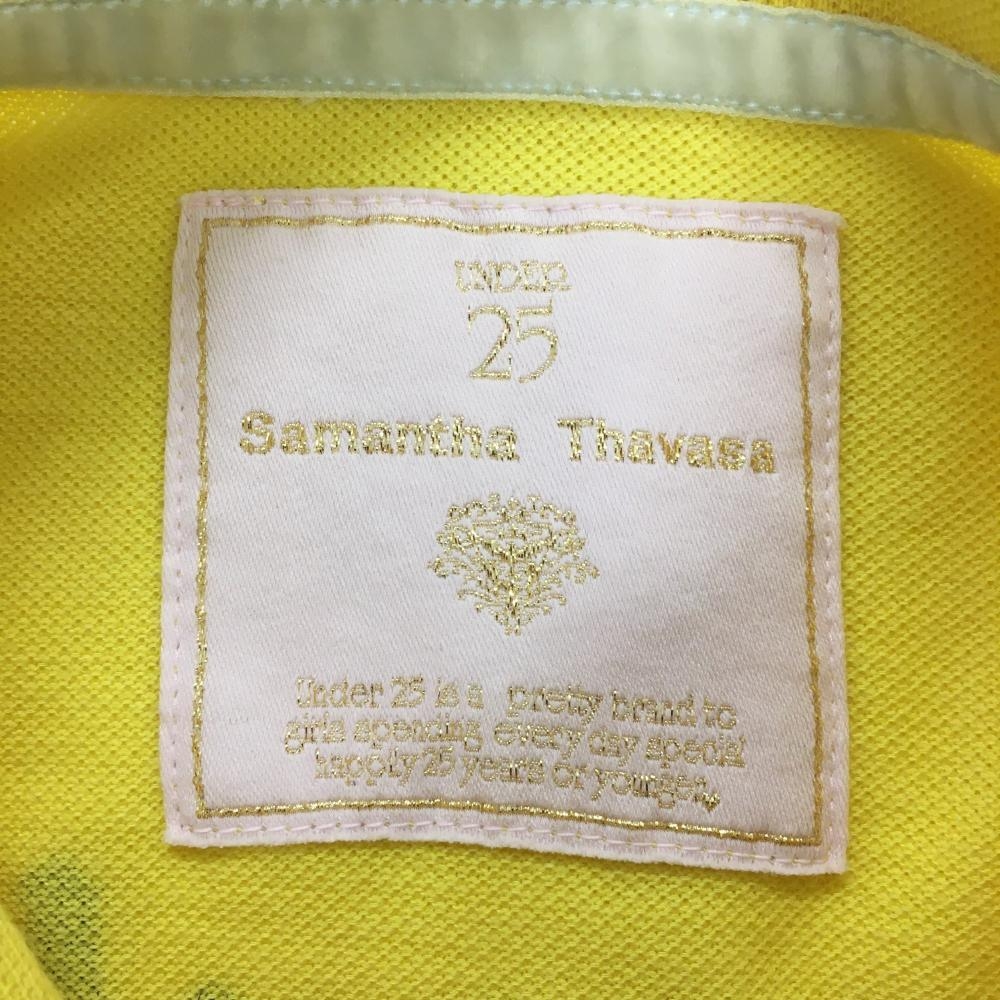 UNDER
25
Samantha Thavasa
Under 25 is a pretty brand to
girls spending every day special
happily 25 years or younger.